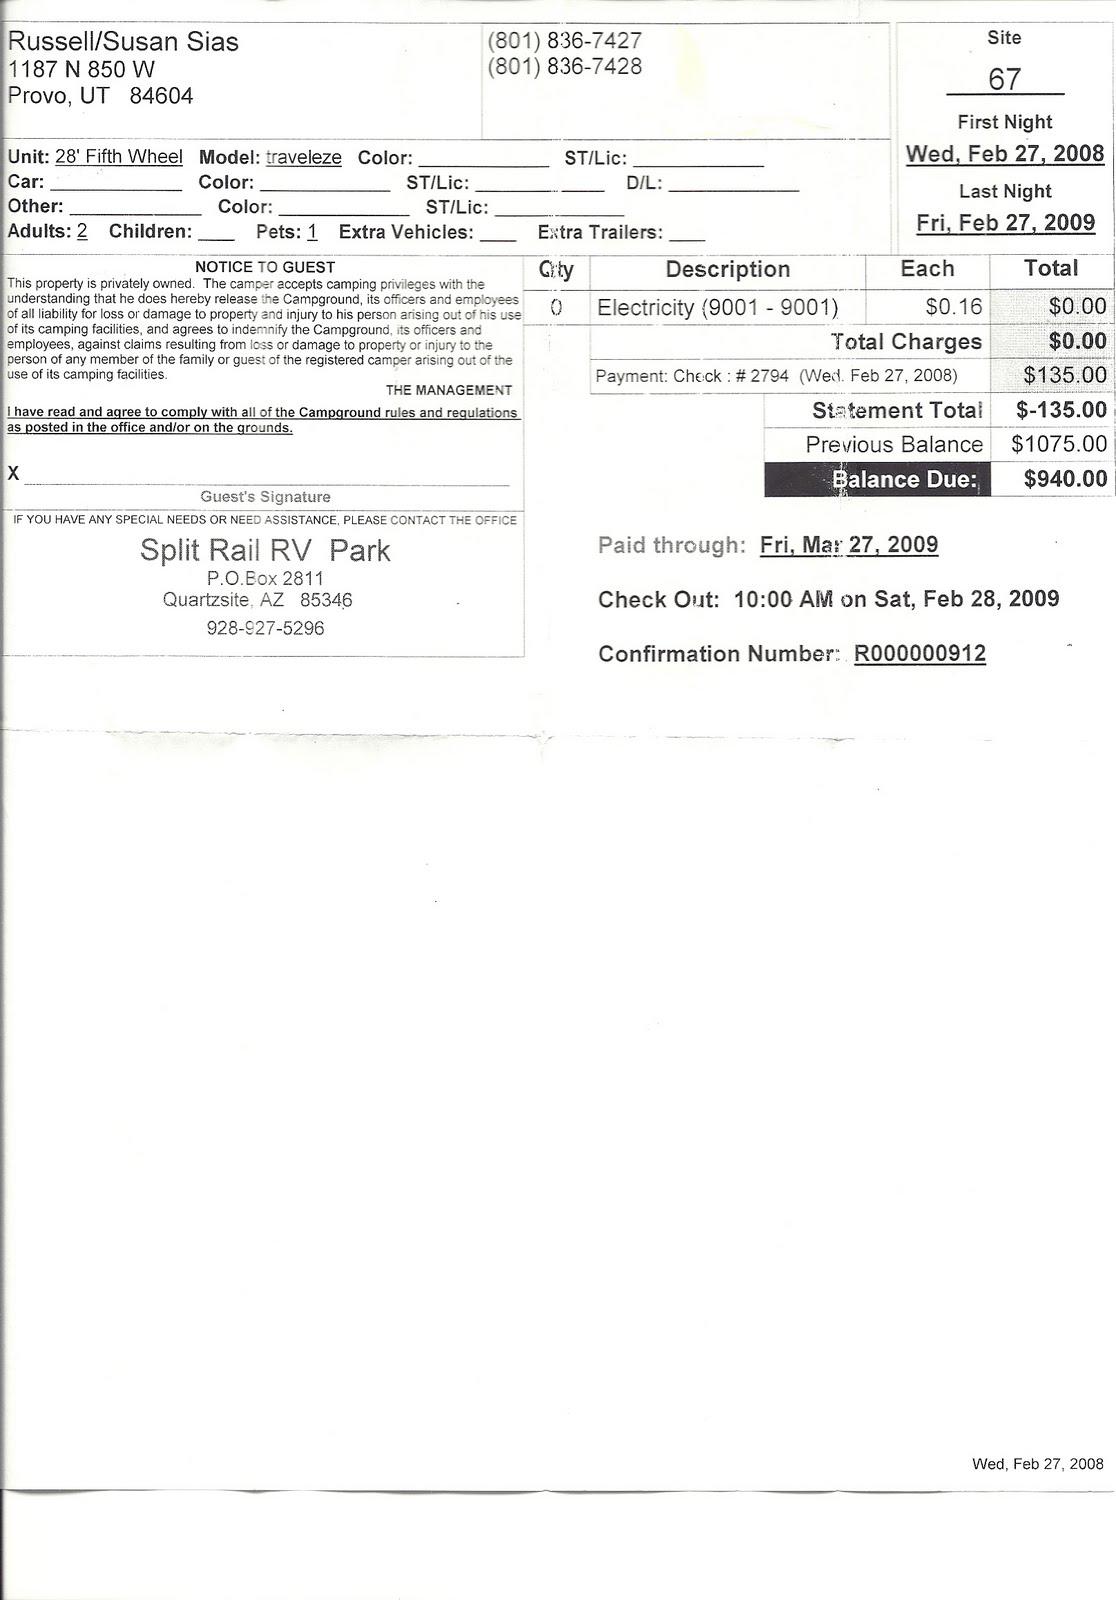 Russell/Susan Sias
1187 N 850 W
Provo, UT 84604
(801) 836-7427
(801) 836-7428
Site
67
First Night
Wed, Feb 27, 2008
Last Night
Fri, Feb 27, 2009
Unit: 28' Fifth Wheel Model: traveleze Color: ST/Lic:
Car: Color: ST/Lic: D/L:
Other: Color: ST/Lic:
Adults: 2 Children: Pets: 1 Extra Vehicles: Extra Trailers:
NOTICE TO GUEST
This property is privately owned. The camper accepts camping privileges with the
understanding that he does hereby release the Campground, its officers and employees
of all liability for loss or damage to property and injury to his person arising out of his use
of its camping facilities, and agrees to indemnify the Campground, its officers and
employees, against claims resulting from loss or damage to property or injury to the
person of any member of the family or guest of the registered camper arising out of the
use of its camping facilities.
THE MANAGEMENT
I have read and agree to comply with all of the Campground rules and regulations
as posted in the office and/or on the grounds.
X
Guest's Signature
IF YOU HAVE ANY SPECIAL NEEDS OR NEED ASSISTANCE, PLEASE CONTACT THE OFFICE
Split Rail RV Park
P.O.Box 2811
Quartzsite, AZ 85346
928-927-5296
Qty Description Each Total
0 Electricity (9001 - 9001) $0.16 $0.00
Total Charges $0.00
Payment: Check : # 2794 (Wed. Feb 27, 2008) $135.00
Statement Total $-135.00
Previous Balance $1075.00
Balance Due: $940.00
Paid through: Fri, Mar 27, 2009
Check Out: 10:00 AM on Sat, Feb 28, 2009
Confirmation Number: R000000912
Wed, Feb 27, 2008